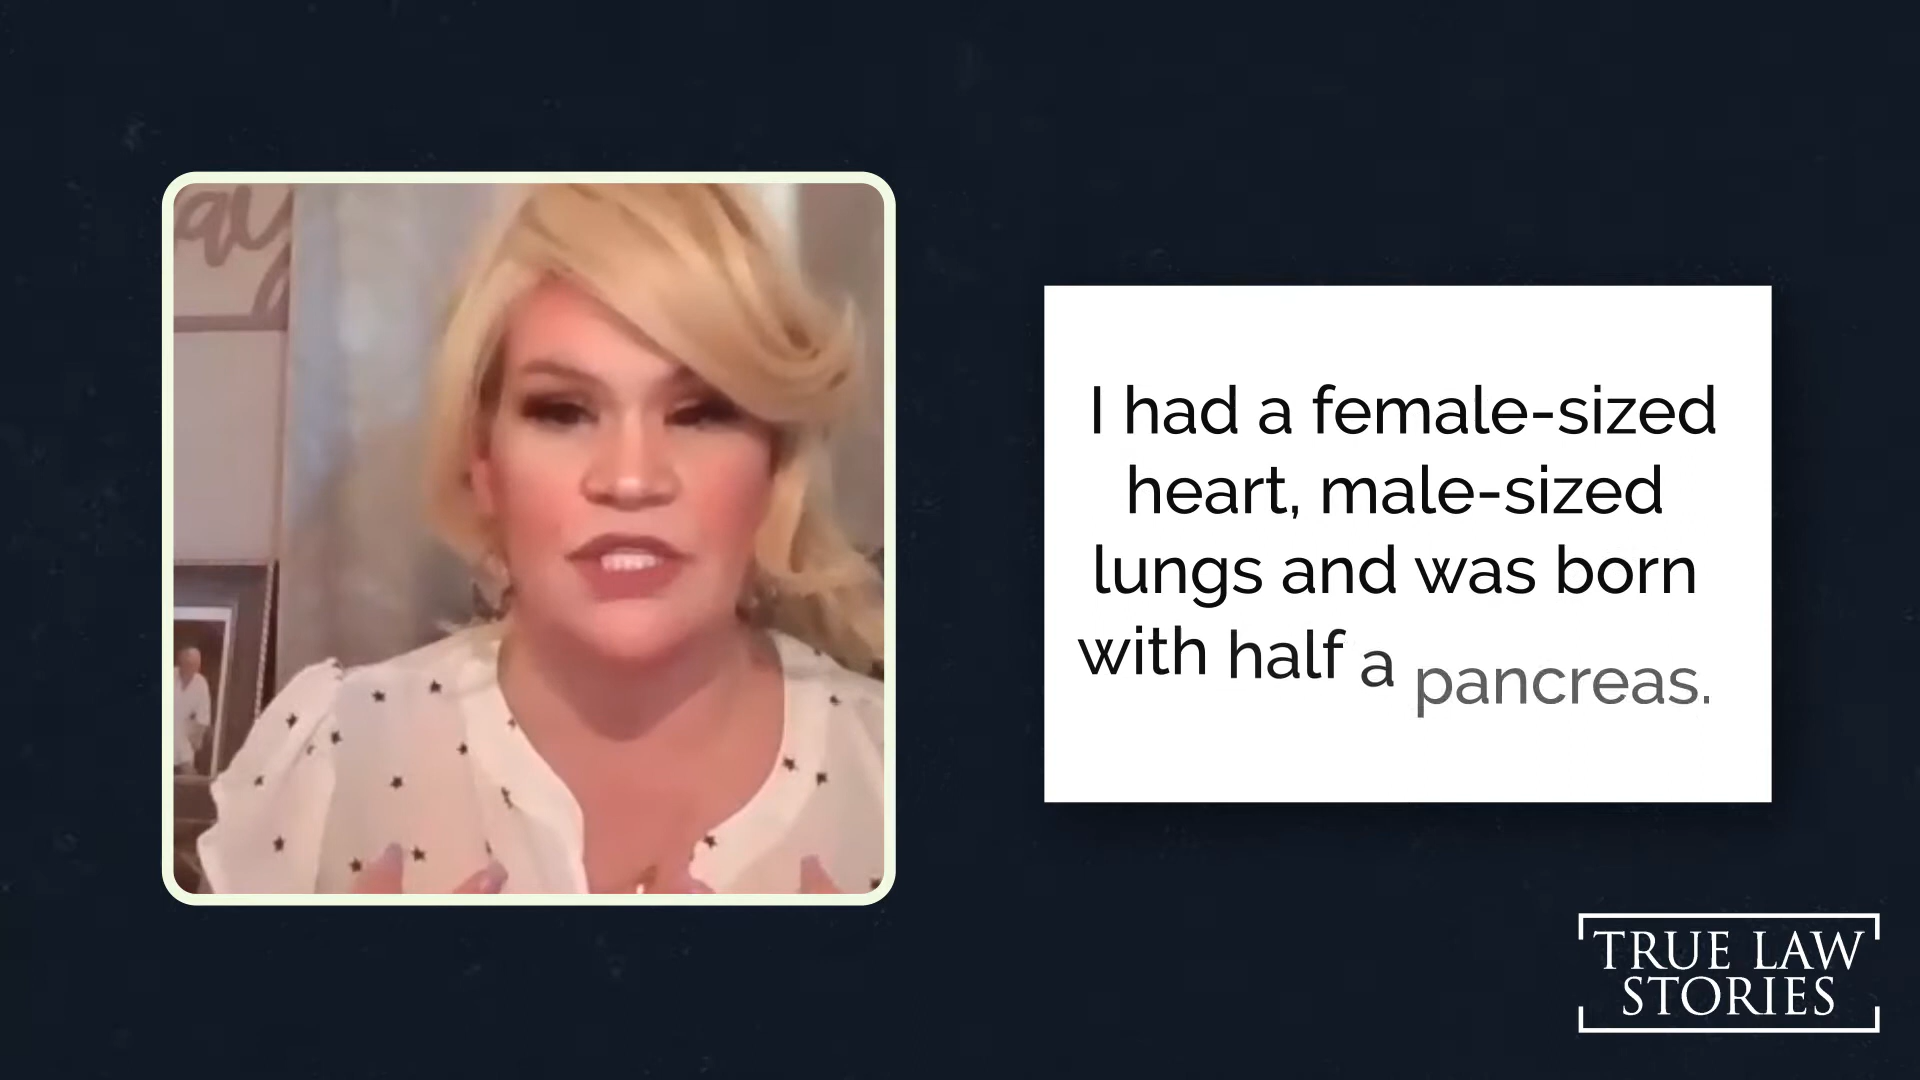 I had a female-sized
heart, male-sized
lungs and was born
with half a pancreas.
TRUE LAW
STORIES